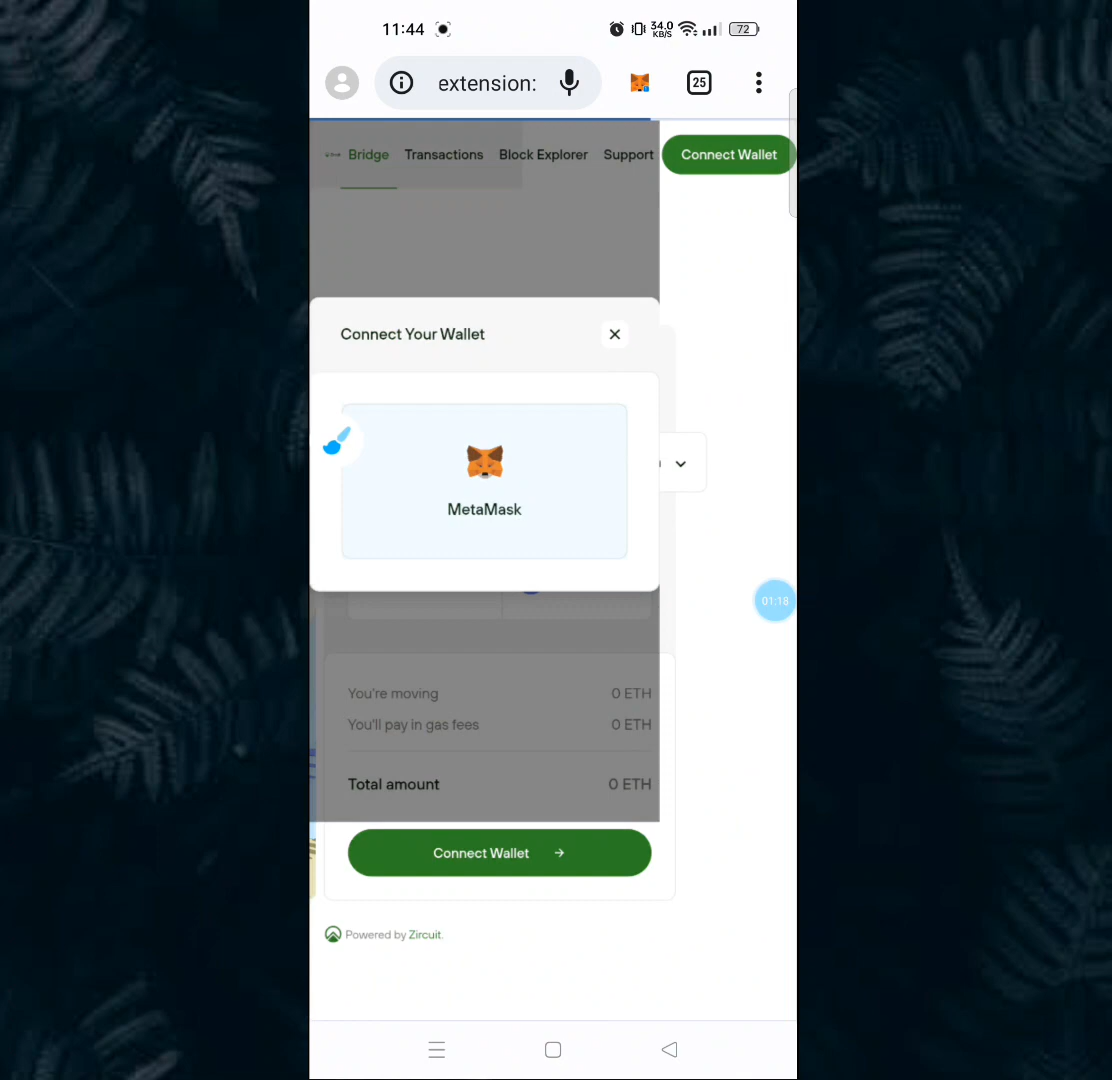 11:44 34.0 KB/S 72
extension: 25
Bridge Transactions Block Explorer Support Connect Wallet
Connect Your Wallet
MetaMask
01:18
You're moving 0 ETH
You'll pay in gas fees 0 ETH
Total amount 0 ETH
Connect Wallet
Powered by Zircuit.